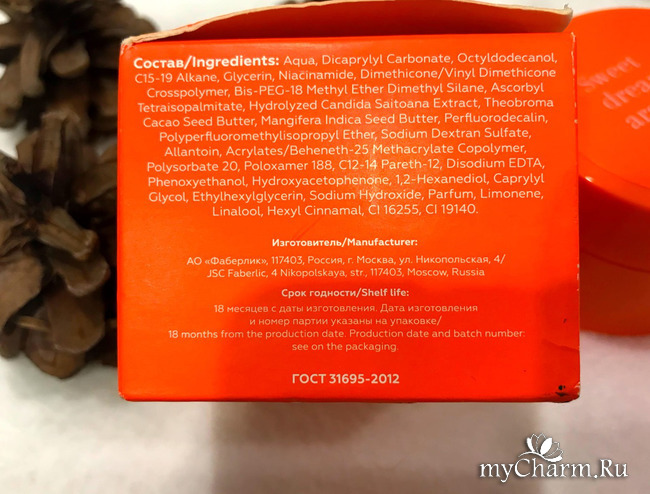 Состав/Ingredients: Aqua, Dicaprylyl Carbonate, Octyldodecanol,
C15-19 Alkane, Glycerin, Niacinamide, Dimethicone/Vinyl Dimethicone
Crosspolymer, Bis-PEG-18 Methyl Ether Dimethyl Silane, Ascorbyl
Tetraisopalmitate, Hydrolyzed Candida Saitoana Extract, Theobroma
Cacao Seed Butter, Mangifera Indica Seed Butter, Perfluorodecalin,
Polyperfluoromethylisopropyl Ether, Sodium Dextran Sulfate,
Allantoin, Acrylates/Beheneth-25 Methacrylate Copolymer,
Polysorbate 20, Poloxamer 188, C12-14 Pareth-12, Disodium EDTA,
Phenoxyethanol, Hydroxyacetophenone, 1,2-Hexanediol, Caprylyl
Glycol, Ethylhexylglycerin, Sodium Hydroxide, Parfum, Limonene,
Linalool, Hexyl Cinnamal, CI 16255, CI 19140.
Изготовитель/Manufacturer:
АО «Фаберлик», 117403, Россия, г. Москва, ул. Никопольская, 4/
JSC Faberlic, 4 Nikopolskaya, str., 117403, Moscow, Russia
Срок годности/Shelf life:
18 месяцев с даты изготовления. Дата изготовления
и номер партии указаны на упаковке/
18 months from the production date. Production date and batch number:
see on the packaging.
ГОСТ 31695-2012
Sweet
myCharm.Ru